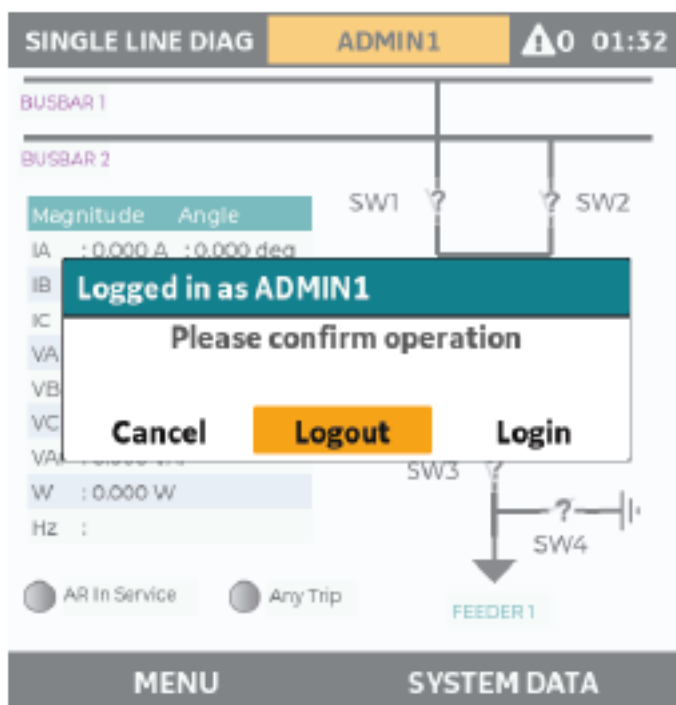 SINGLE LINE DIAG ADMIN1 0 01:32
BUSBAR 1
BUSBAR 2
SW1 ? ? SW2
Magnitude Angle
IA : 0.000 A : 0.000 deg
IB
IC
VA
VB
VC
Logged in as ADMIN1
Please confirm operation
Cancel Logout Login
W : 0.000 W
Hz :
SW3 ?
?
SW4
AR In Service Any Trip
FEEDER 1
MENU SYSTEM DATA